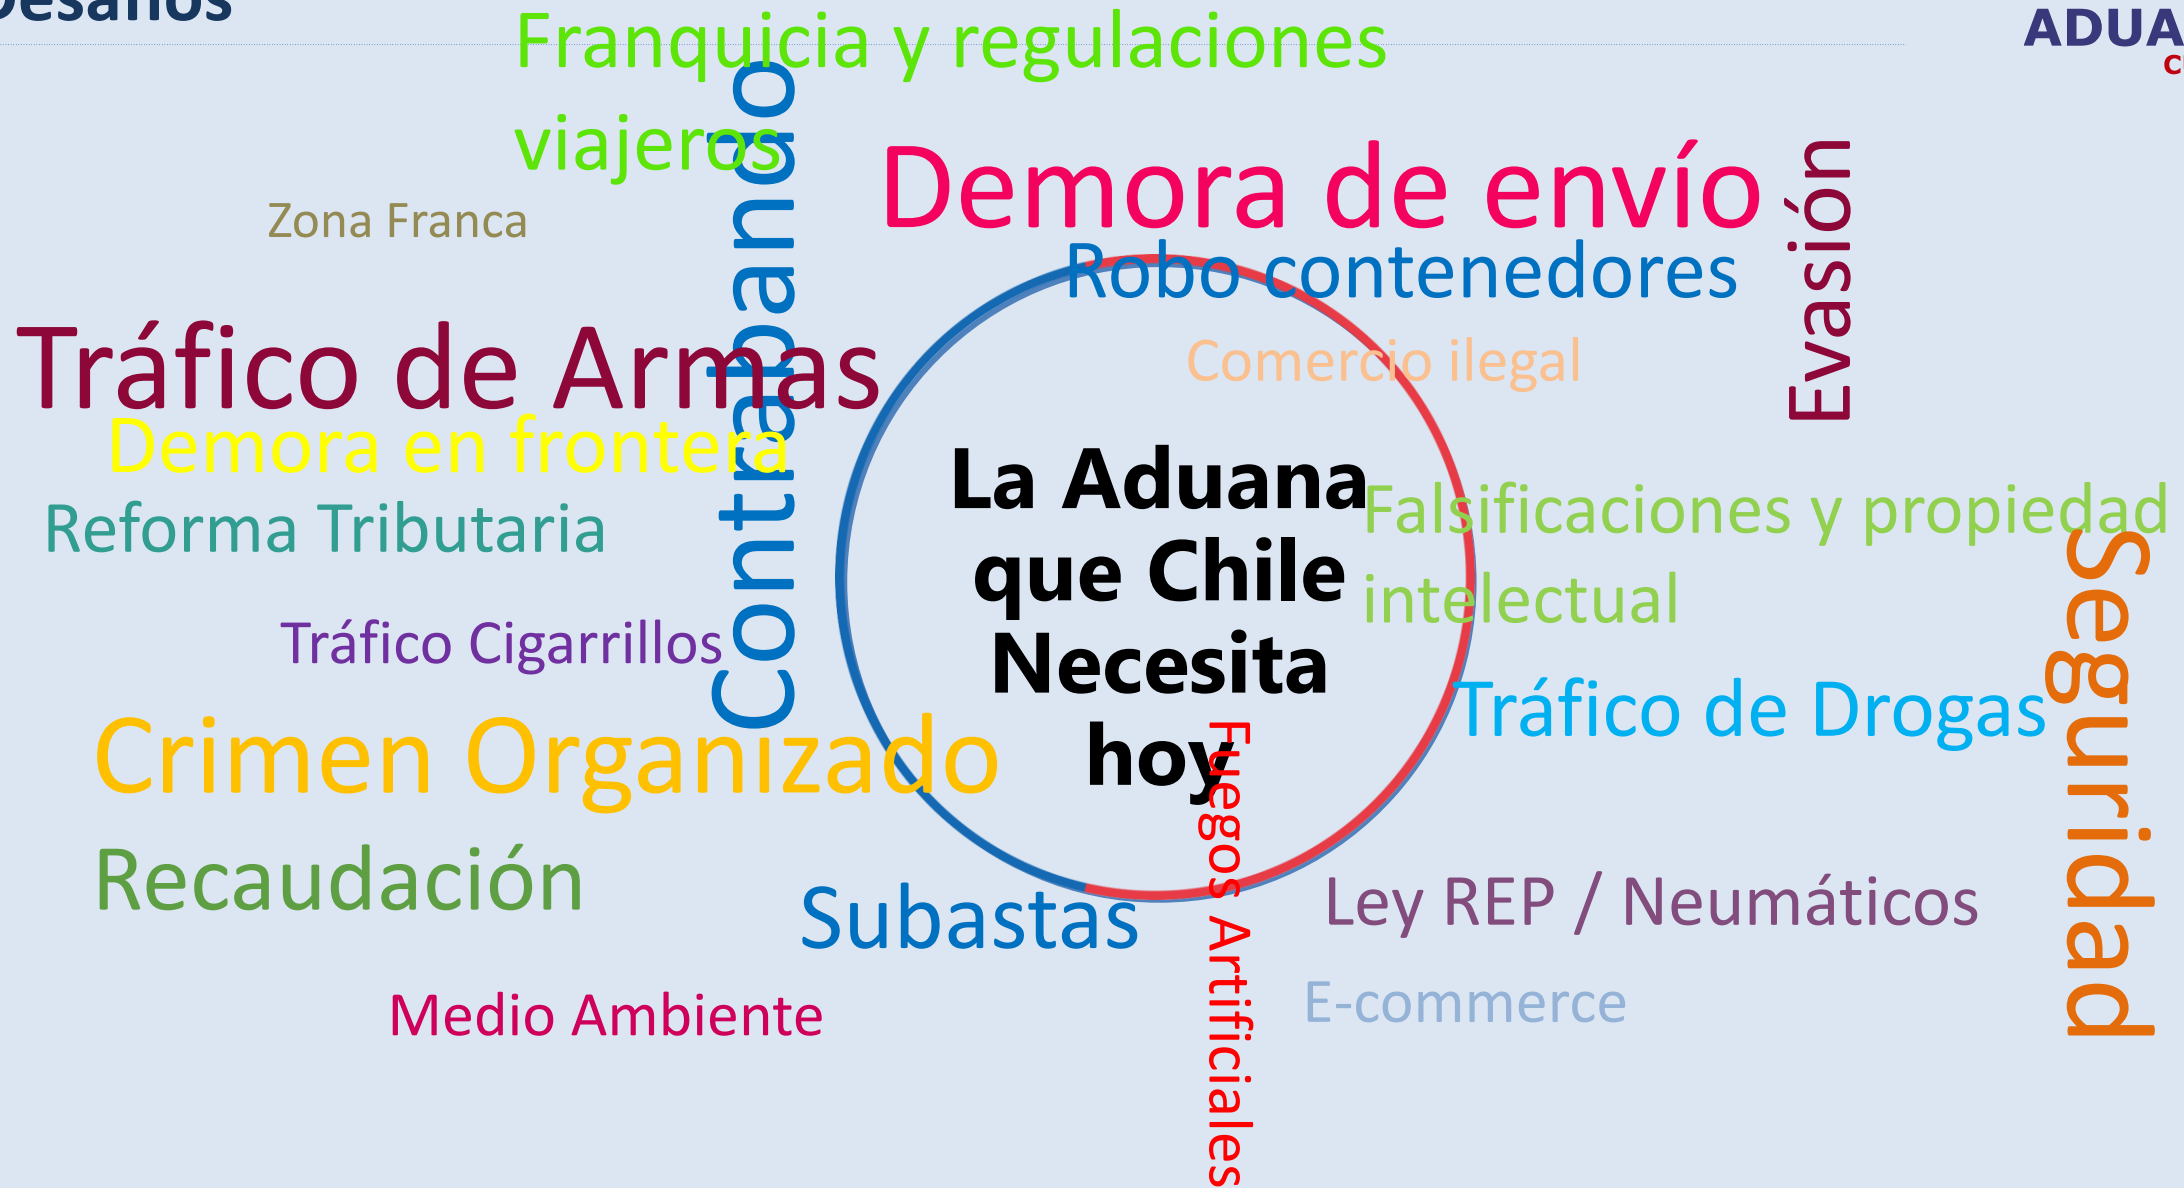 Desafíos
ADUA
Franquicia y regulaciones
viajeros
Contrabando
Demora de envío
Evasión
Zona Franca
Robo contenedores
Tráfico de Armas
Comercio ilegal
Demora en frontera
Reforma Tributaria
La Aduana
que Chile
Necesita
hoy
Falsificaciones y propiedad
intelectual
Seguridad
Tráfico Cigarrillos
Tráfico de Drogas
Crimen Organizado
Fuegos Artificiales
Recaudación
Subastas
Ley REP / Neumáticos
Medio Ambiente
E-commerce